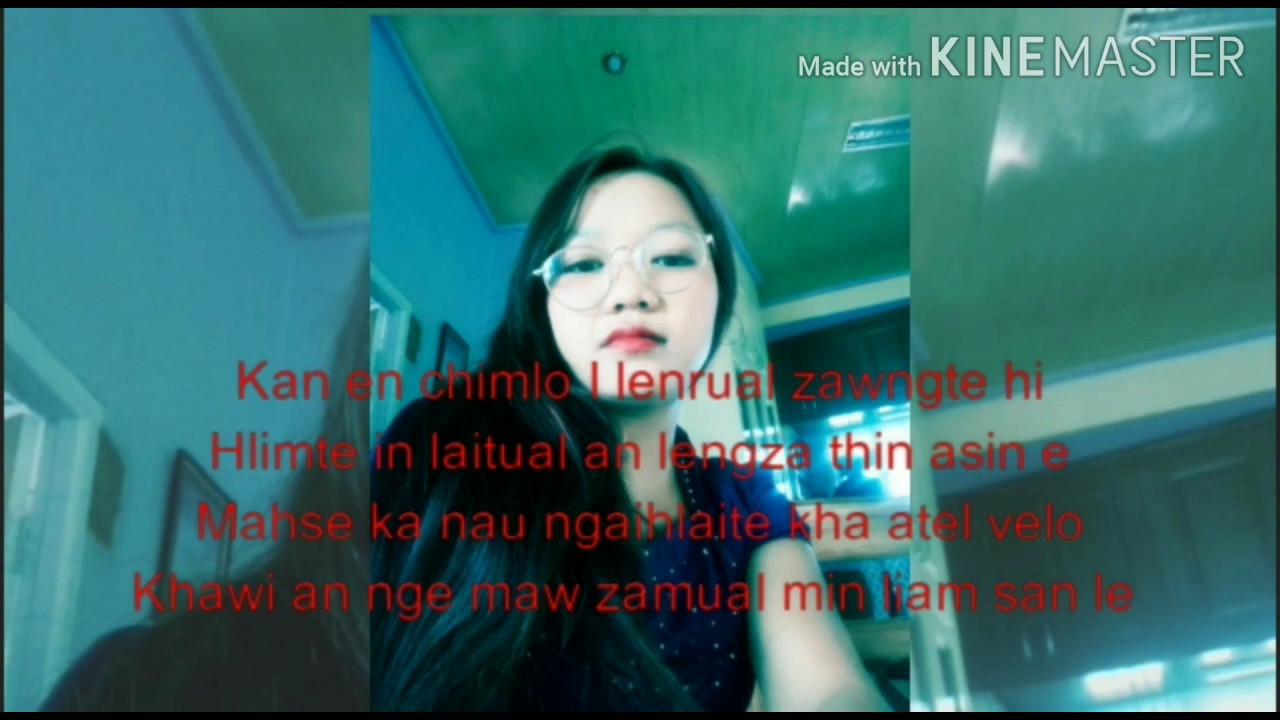 Made with KINEMASTER
Kan en chimlo I lenrual zawngte hi
Hlimte in laitual an lengza thin asin e
Mahse ka nau ngaihlaite kha atel velo
Khawi an nge maw zamual min liam san le